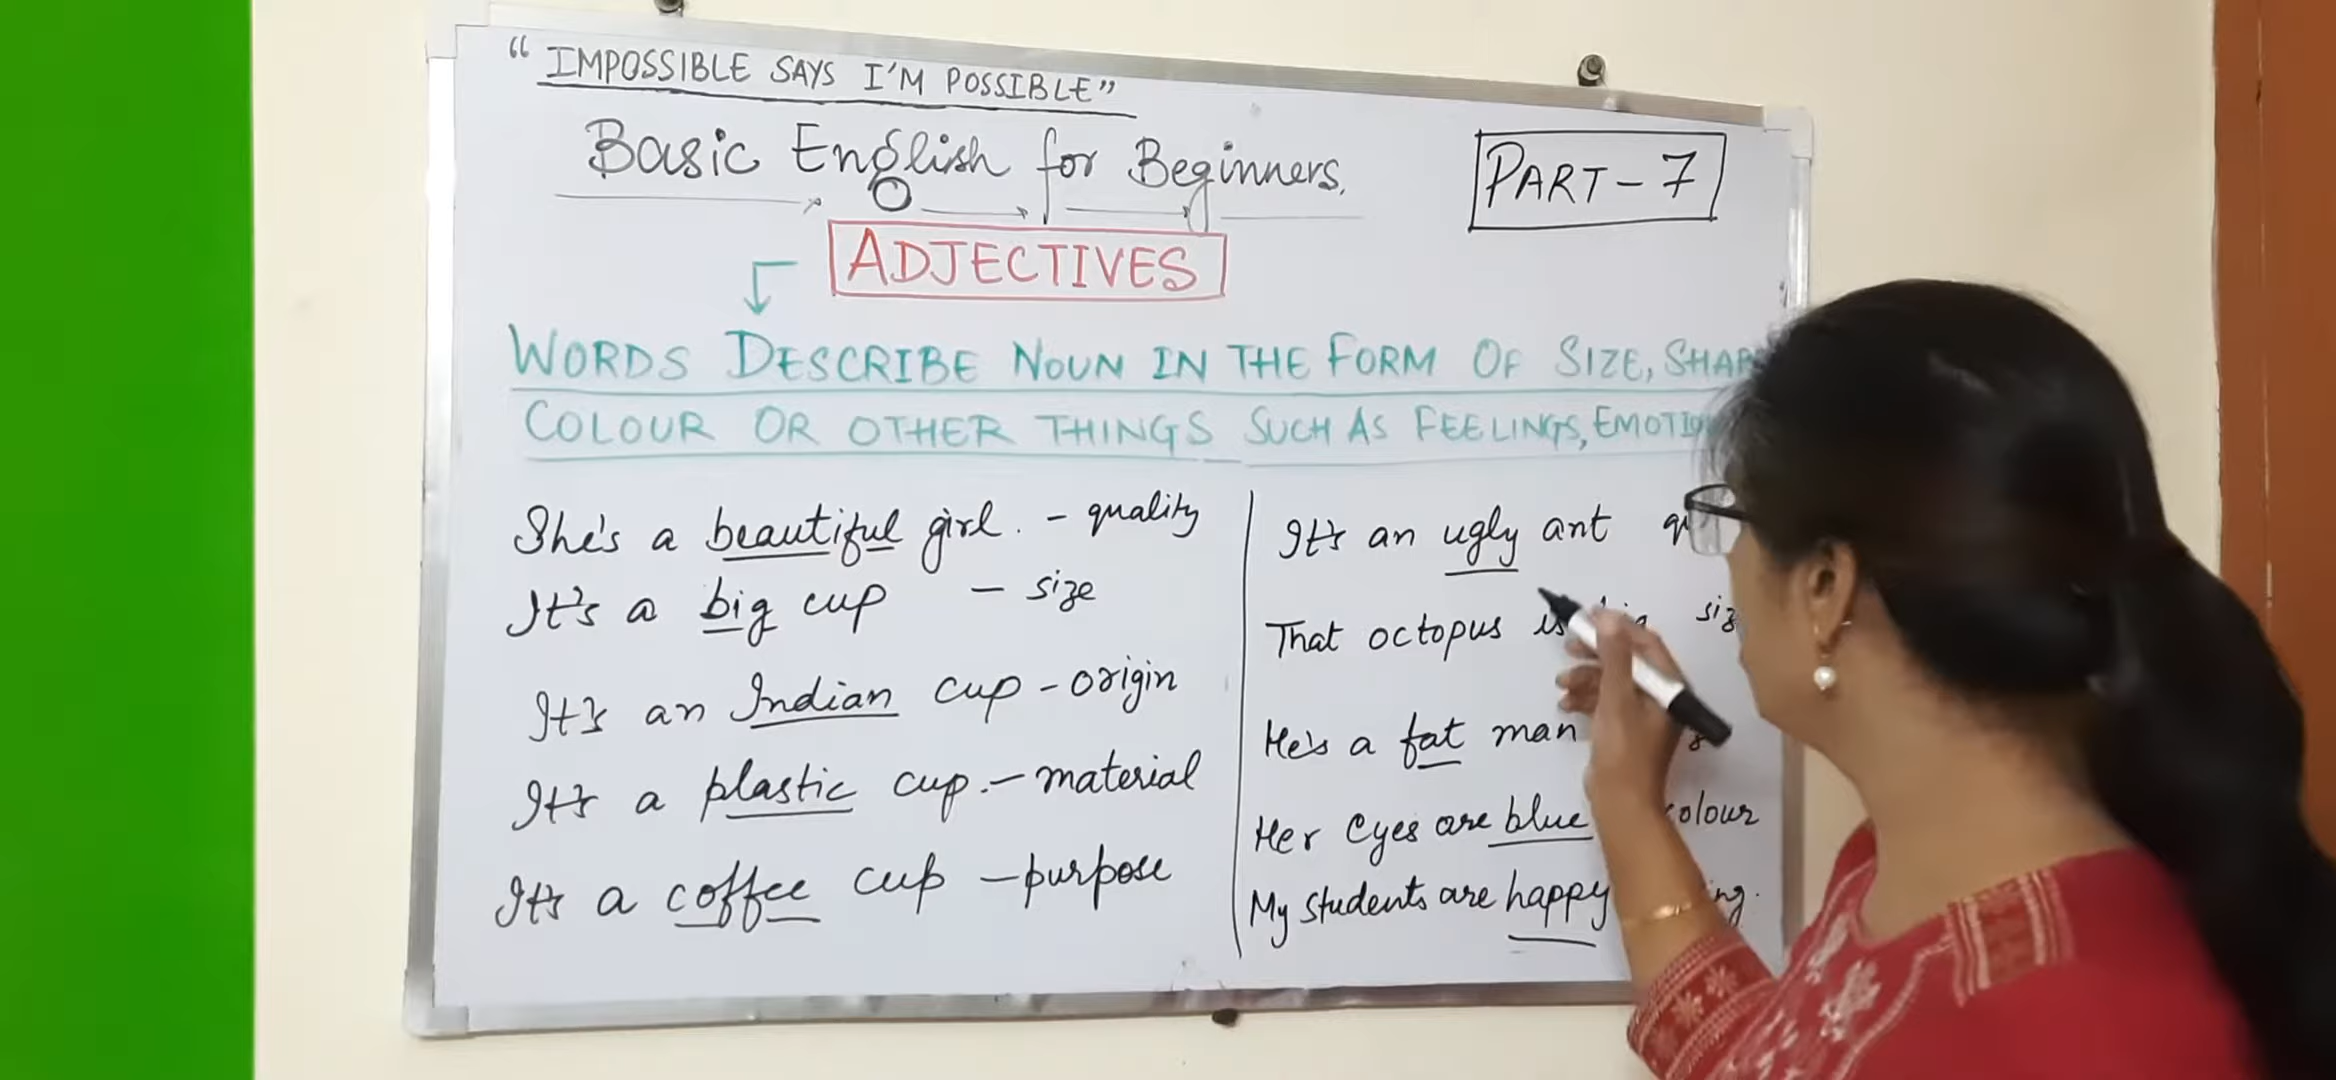 “ IMPOSSIBLE SAYS I'M POSSIBLE”
Basic English for Beginners.
PART-7
ADJECTIVES
WORDS DESCRIBE NOUN IN THE FORM OF SIZE,
COLOUR OR OTHER THINGS SUCH AS FEELINGS,
She's a beautiful girl. - quality
It's a big cup - size
It's an Indian cup - origin
It's a plastic cup. - material
It's a coffee cup - purpose
It's an ugly ant
That octopus is
He's a fat man
Her eyes are blue colour
My students are happy